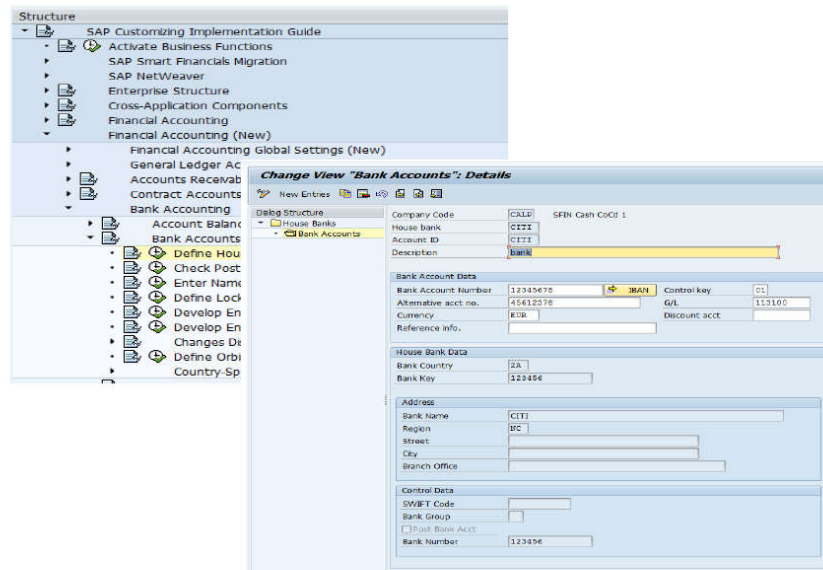 Structure
SAP Customizing Implementation Guide
Activate Business Functions
SAP Smart Financials Migration
SAP NetWeaver
Enterprise Structure
Cross-Application Components
Financial Accounting
Financial Accounting (New)
Financial Accounting Global Settings (New)
General Ledger Ac
Accounts Receivab
Contract Accounts
Bank Accounting
Account Balanc
Bank Accounts
Define Hou
Check Post
Enter Name
Define Lock
Develop En
Develop En
Changes Di
Define Orbi
Country-Sp
Change View "Bank Accounts": Details
New Entries
Dialog Structure
House Banks
Bank Accounts
Company Code CALP SFIN Cash CoCd 1
House bank CITI
Account ID CITI
Description bank
Bank Account Data
Bank Account Number 12345678 IBAN Control key 01
Alternative acct no. 45612378 G/L 113100
Currency EUR Discount acct
Reference info.
House Bank Data
Bank Country ZA
Bank Key 123456
Address
Bank Name CITI
Region NC
Street
City
Branch Office
Control Data
SWIFT Code
Bank Group
Post Bank Acct
Bank Number 123456